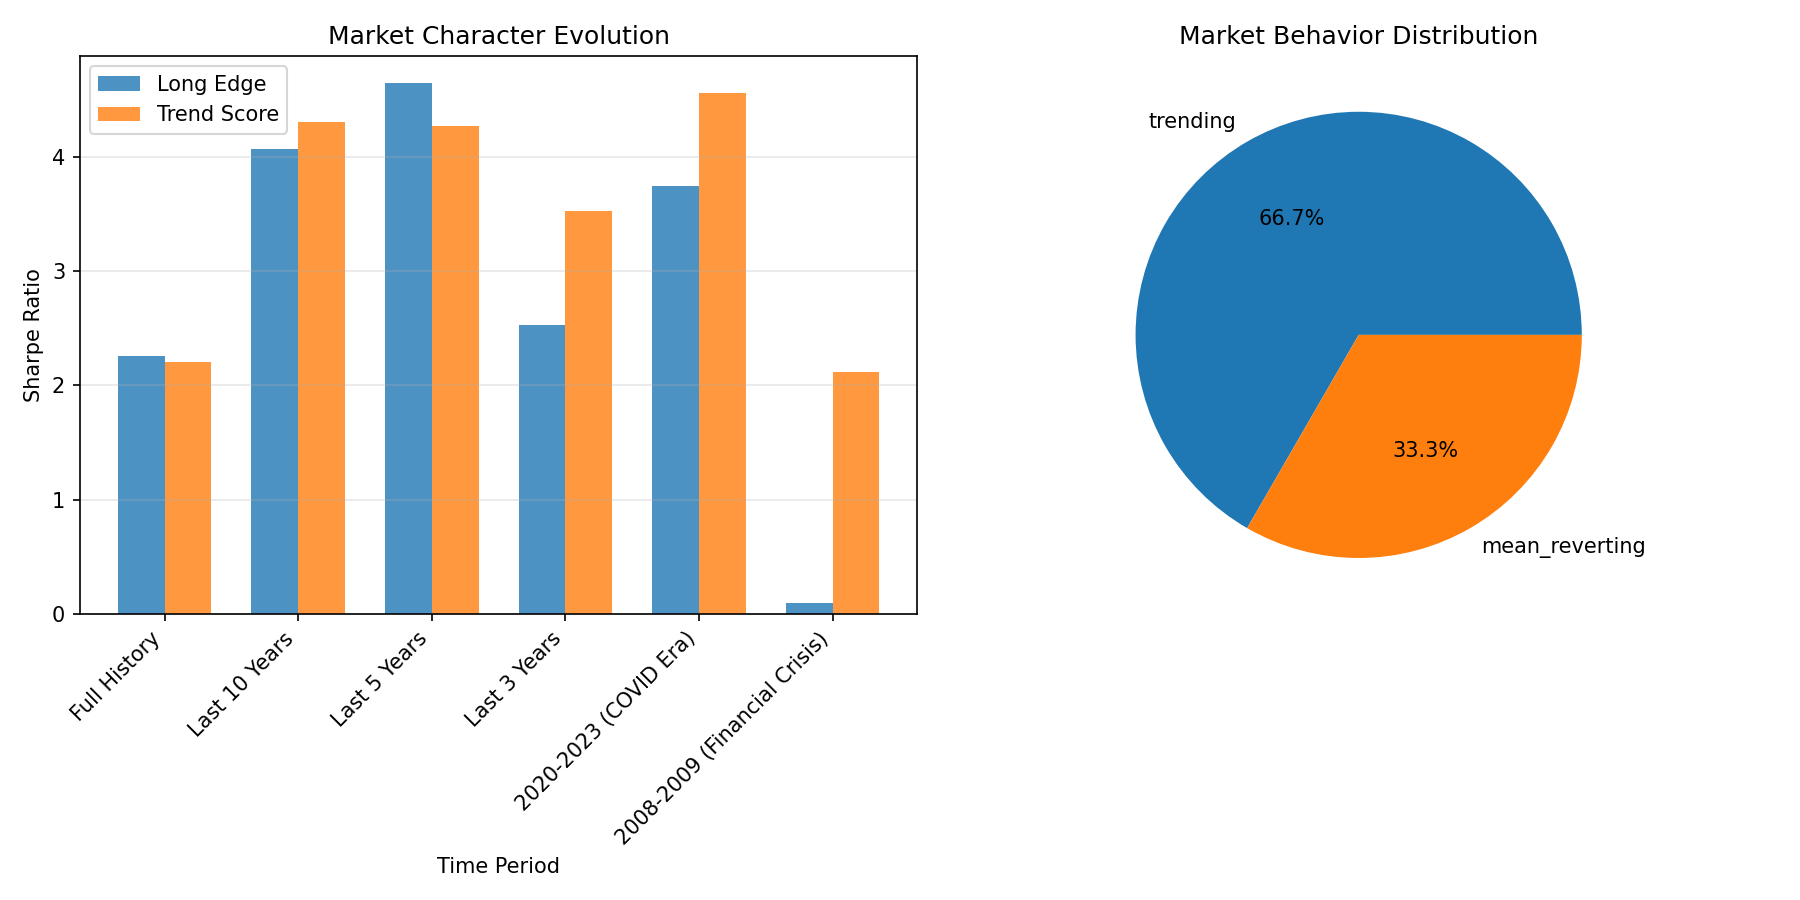 Market Character Evolution
Long Edge
Trend Score
Sharpe Ratio
4
3
2
1
0
Full History
Last 10 Years
Last 5 Years
Last 3 Years
2020-2023 (COVID Era)
2008-2009 (Financial Crisis)
Time Period
Market Behavior Distribution
trending
66.7%
33.3%
mean_reverting